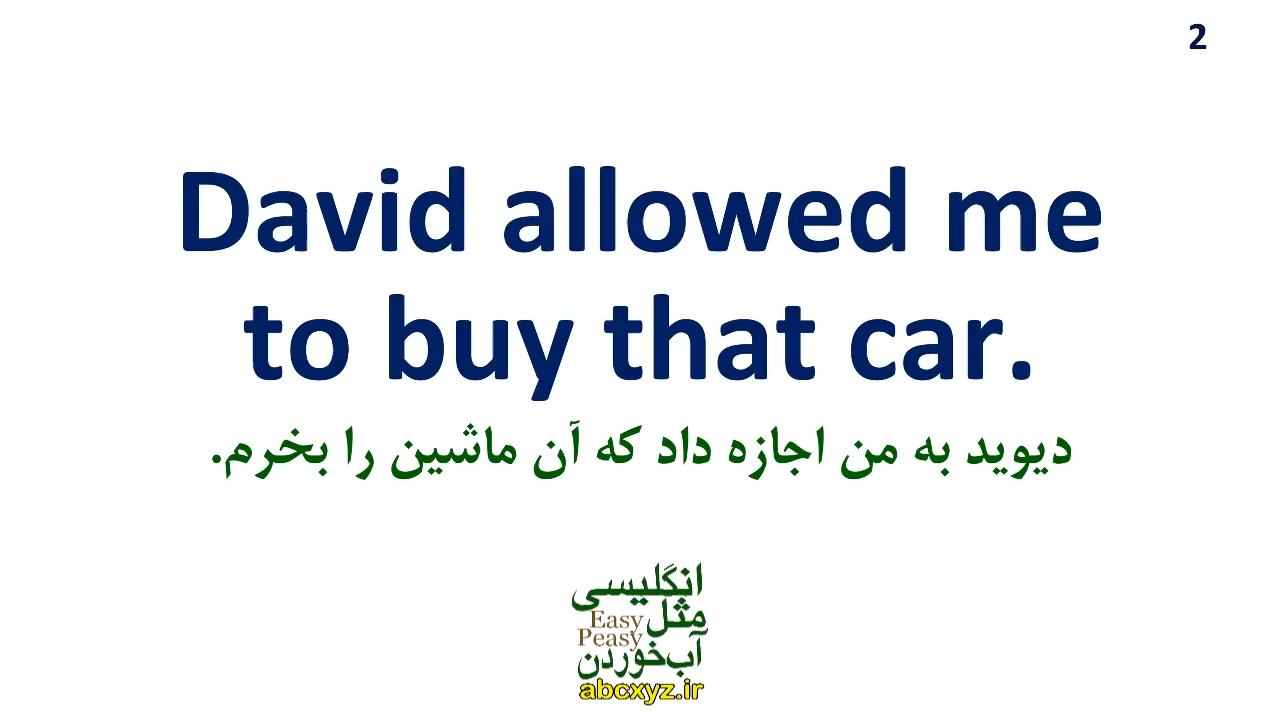 2
David allowed me
to buy that car.
دیوید به من اجازه داد که آن ماشین را بخرم.
انگلیسی
مثل
Easy
Peasy
آب‌خوردن
abcxyz.ir